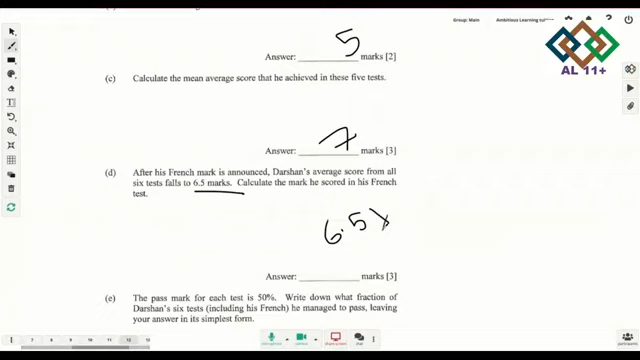 Group: Main
Answer: 5 marks [2]
AL 11+
(c) Calculate the mean average score that he achieved in these five tests.
Answer: 7 marks [3]
(d) After his French mark is announced, Darshan's average score from all
six tests falls to 6.5 marks. Calculate the mark he scored in his French
test.
6.5 x
Answer: marks [3]
(e) The pass mark for each test is 50%. Write down what fraction of
Darshan's six tests (including his French) he managed to pass, leaving
your answer in its simplest form.
7 8 9 10 11 12 13 14 15